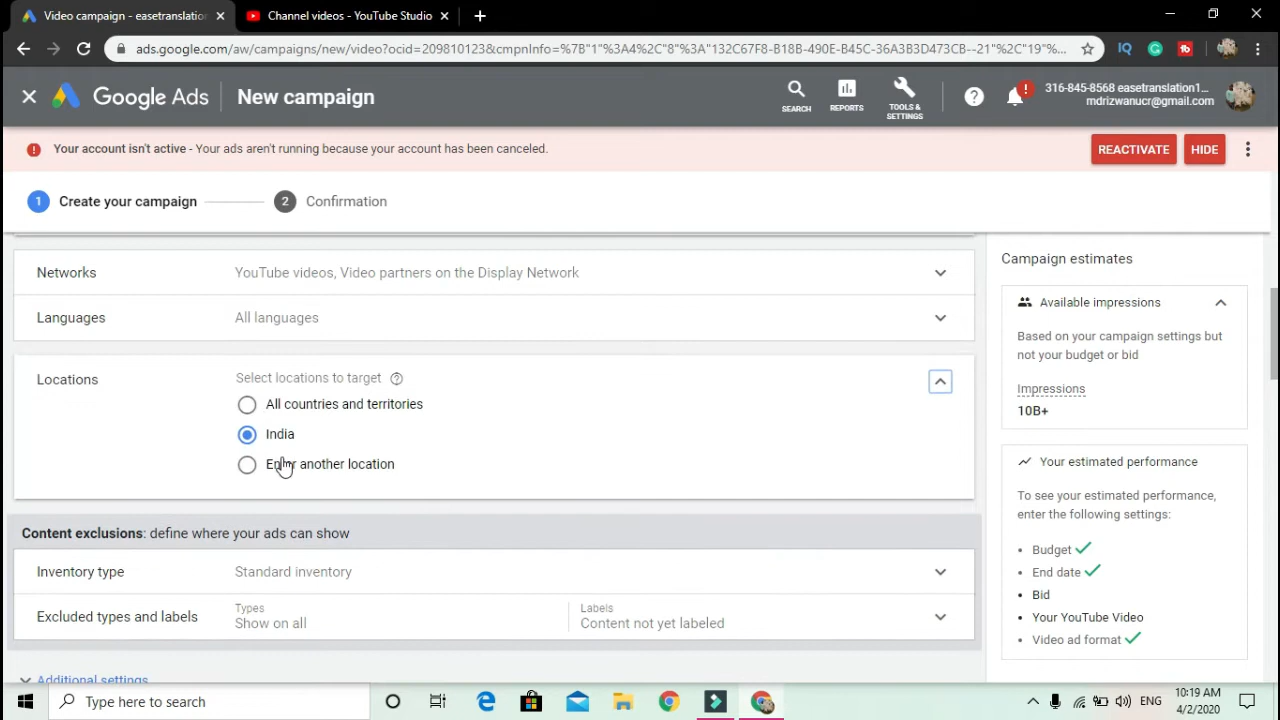 Video campaign - easetranslatio
Channel videos - YouTube Studio
ads.google.com/aw/campaigns/new/video?ocid=209810123&cmpnInfo=%7B"1"%3A4%2C"8"%3A"132C67F8-B18B-490E-B45C-36A3B3D473CB--21"%2C"19"%...
Google Ads
New campaign
SEARCH
REPORTS
TOOLS & SETTINGS
316-845-8568 easetranslation1...
mdrizwanucr@gmail.com
Your account isn't active - Your ads aren't running because your account has been canceled.
REACTIVATE
HIDE
1 Create your campaign
2 Confirmation
Networks
YouTube videos, Video partners on the Display Network
Languages
All languages
Locations
Select locations to target
All countries and territories
India
Enter another location
Content exclusions: define where your ads can show
Inventory type
Standard inventory
Excluded types and labels
Types
Show on all
Labels
Content not yet labeled
Additional settings
Campaign estimates
Available impressions
Based on your campaign settings but
not your budget or bid
Impressions
10B+
Your estimated performance
To see your estimated performance,
enter the following settings:
Budget
End date
Bid
Your YouTube Video
Video ad format
Type here to search
ENG
10:19 AM
4/2/2020